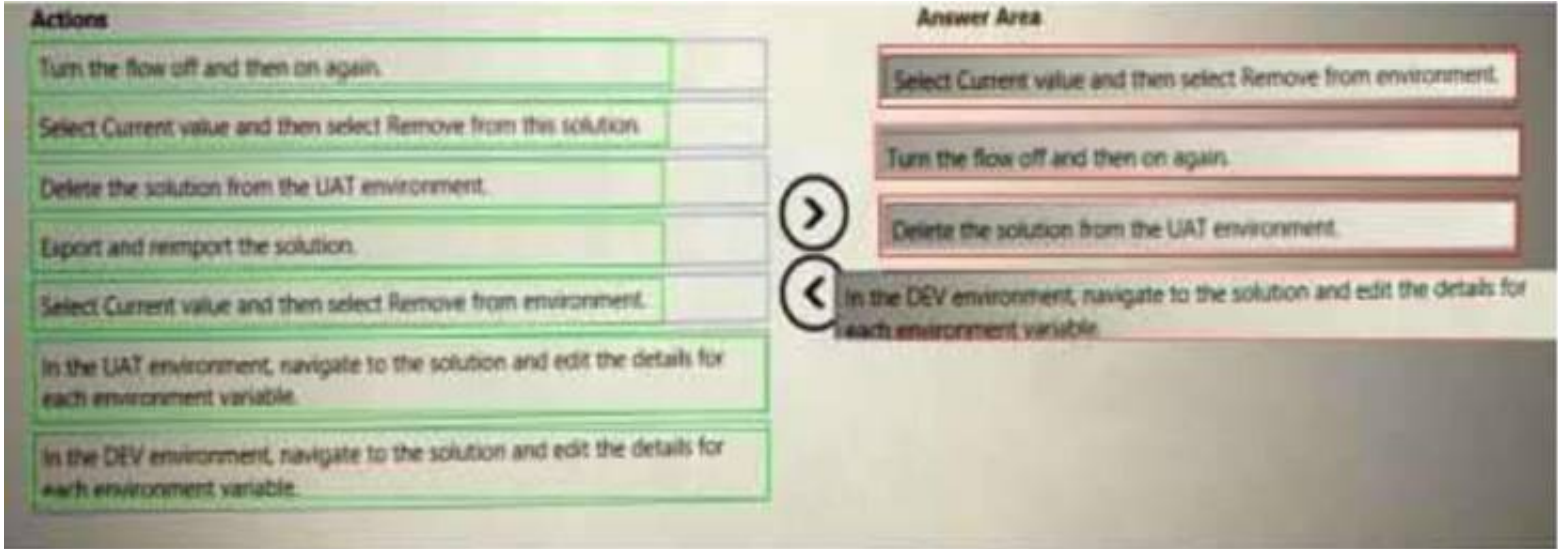 Actions
Turn the flow off and then on again.
Select Current value and then select Remove from this solution.
Delete the solution from the UAT environment.
Export and reimport the solution.
Select Current value and then select Remove from environment.
In the UAT environment, navigate to the solution and edit the details for
each environment variable.
In the DEV environment, navigate to the solution and edit the details for
each environment variable.
Answer Area
Select Current value and then select Remove from environment.
Turn the flow off and then on again.
Delete the solution from the UAT environment.
In the DEV environment, navigate to the solution and edit the details for
each environment variable.